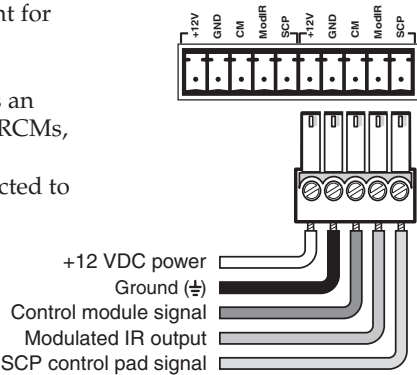 nt for
s an
RCMs,
cted to
+12V GND CM ModIR SCP +12V GND CM ModIR SCP
+12 VDC power
Ground (⏚)
Control module signal
Modulated IR output
SCP control pad signal